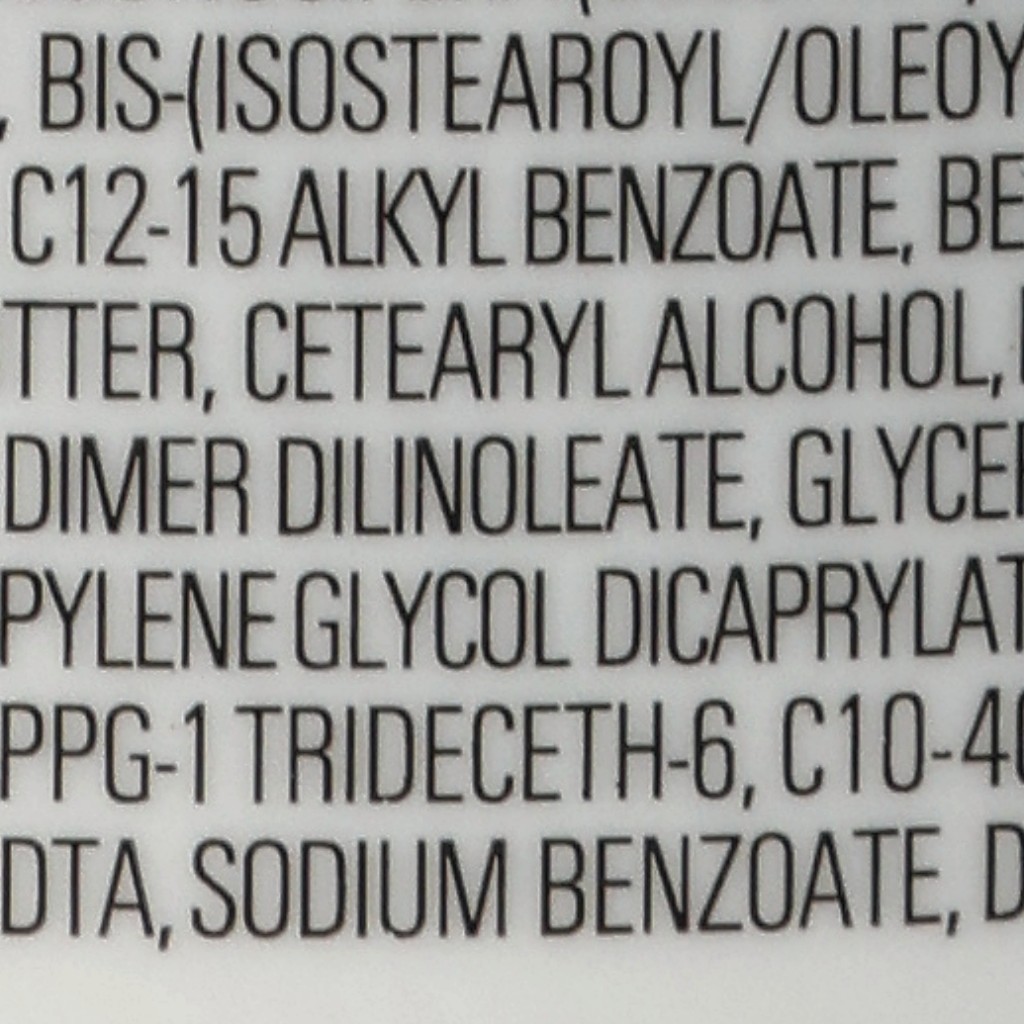 , BIS-(ISOSTEAROYL/OLEOY
C12-15 ALKYL BENZOATE, BE
TTER, CETEARYL ALCOHOL,
DIMER DILINOLEATE, GLYCE
PYLENE GLYCOL DICAPRYLAT
PPG-1 TRIDECETH-6, C10-40
DTA, SODIUM BENZOATE, D